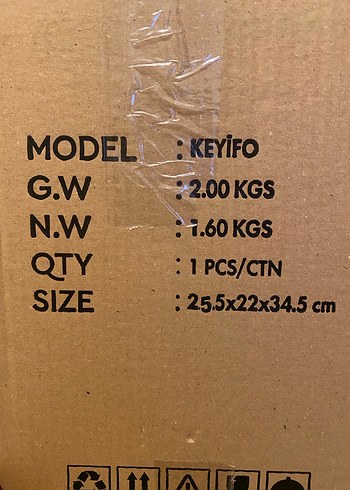 MODEL : KEYİFO
G.W : 2.00 KGS
N.W : 1.60 KGS
QTY : 1 PCS/CTN
SIZE : 25.5x22x34.5 cm